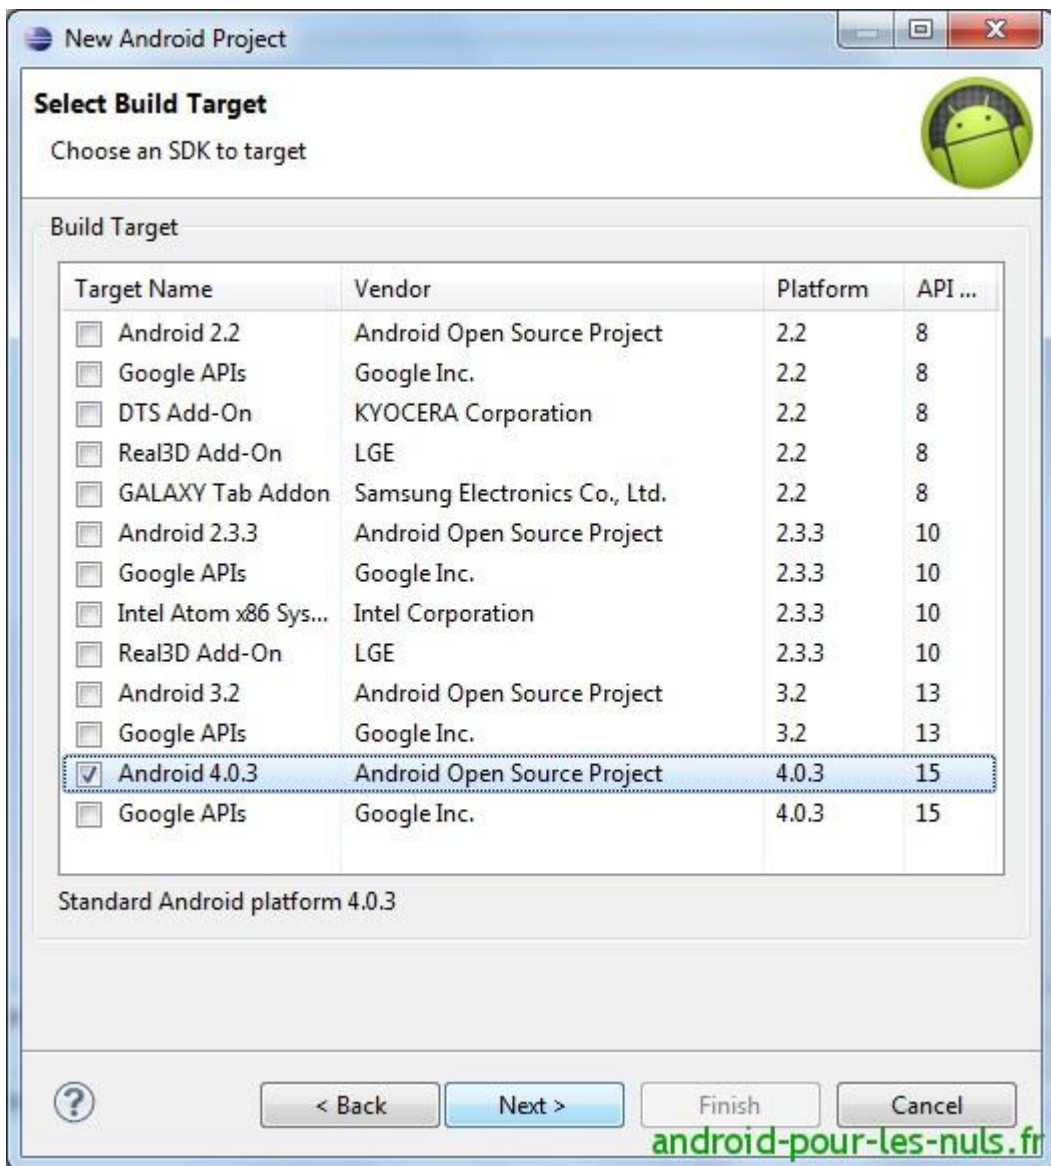 New Android Project
Select Build Target
Choose an SDK to target
Build Target
Target Name Vendor Platform API ...
Android 2.2 Android Open Source Project 2.2 8
Google APIs Google Inc. 2.2 8
DTS Add-On KYOCERA Corporation 2.2 8
Real3D Add-On LGE 2.2 8
GALAXY Tab Addon Samsung Electronics Co., Ltd. 2.2 8
Android 2.3.3 Android Open Source Project 2.3.3 10
Google APIs Google Inc. 2.3.3 10
Intel Atom x86 Sys... Intel Corporation 2.3.3 10
Real3D Add-On LGE 2.3.3 10
Android 3.2 Android Open Source Project 3.2 13
Google APIs Google Inc. 3.2 13
Android 4.0.3 Android Open Source Project 4.0.3 15
Google APIs Google Inc. 4.0.3 15
Standard Android platform 4.0.3
? < Back Next > Finish Cancel
android-pour-les-nuls.fr